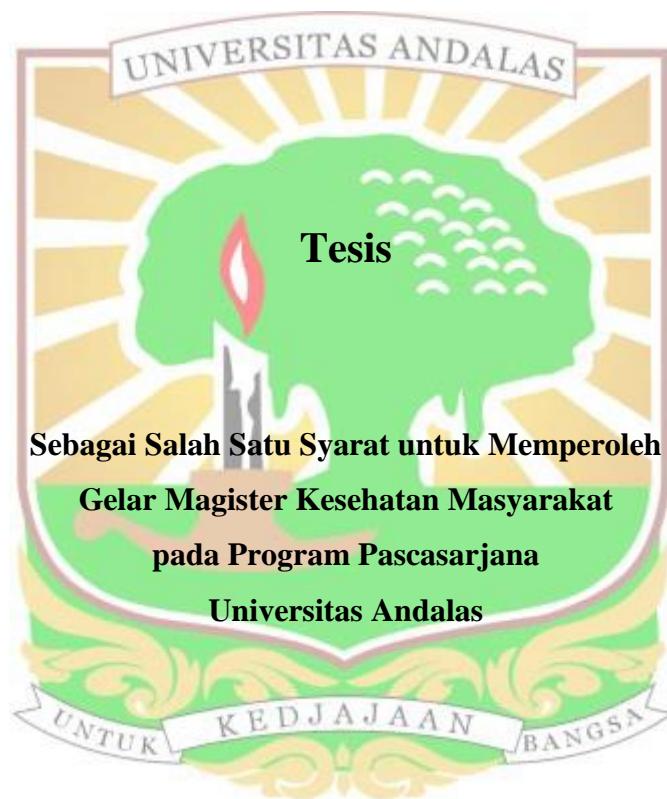 UNIVERSITAS ANDALAS
Tesis
Sebagai Salah Satu Syarat untuk Memperoleh
Gelar Magister Kesehatan Masyarakat
pada Program Pascasarjana
Universitas Andalas
UNTUK KEDJAJAAN BANGSA